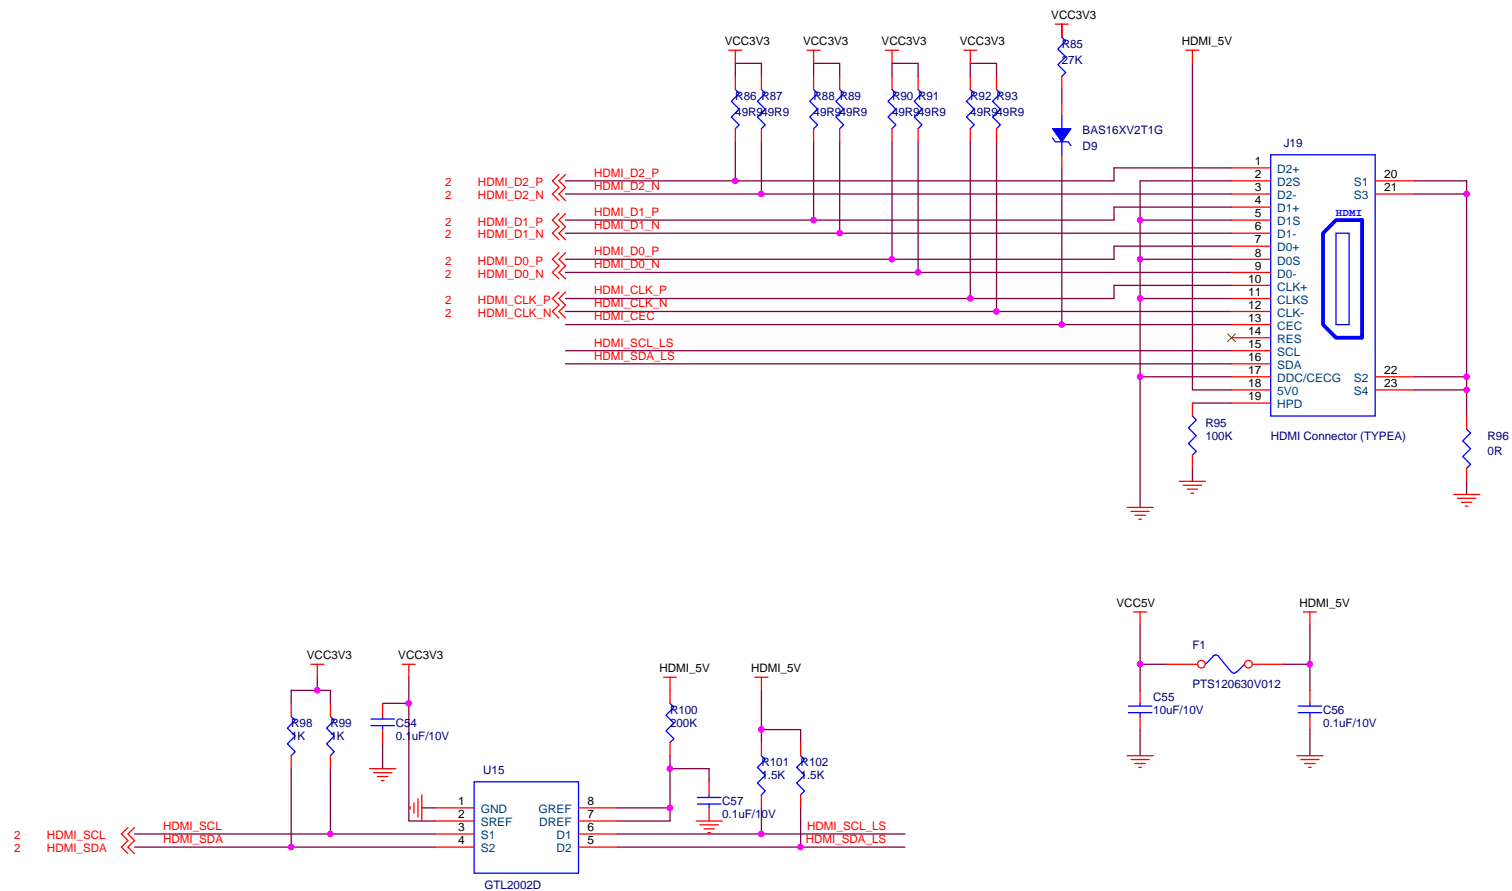 VCC3V3
R85
27K
VCC3V3 VCC3V3 VCC3V3 VCC3V3 HDMI_5V
R86 R87 R88 R89 R90 R91 R92 R93
49R9 49R9 49R9 49R9 49R9 49R9 49R9 49R9
BAS16XV2T1G
D9
J19
2 HDMI_D2_P HDMI_D2_P
2 HDMI_D2_N HDMI_D2_N
2 HDMI_D1_P HDMI_D1_P
2 HDMI_D1_N HDMI_D1_N
2 HDMI_D0_P HDMI_D0_P
2 HDMI_D0_N HDMI_D0_N
2 HDMI_CLK_P HDMI_CLK_P
2 HDMI_CLK_N HDMI_CLK_N
HDMI_CEC
HDMI_SCL_LS
HDMI_SDA_LS
1 D2+
2 D2S S1 20
3 D2- S3 21
4 D1+
HDMI
5 D1S
6 D1-
7 D0+
8 D0S
9 D0-
10 CLK+
11 CLKS
12 CLK-
13 CEC
14 RES
15 SCL
16 SDA
17 DDC/CECG S2 22
18 5V0 S4 23
19 HPD
R95
100K
HDMI Connector (TYPEA)
R96
0R
VCC5V HDMI_5V
F1
PTS120630V012
C55
10uF/10V
C56
0.1uF/10V
VCC3V3 VCC3V3 HDMI_5V HDMI_5V
R98 R99
1K 1K
C54
0.1uF/10V
R100
200K
R101 R102
1.5K 1.5K
U15
C57
0.1uF/10V
1 GND GREF 8
2 SREF DREF 7
3 S1 D1 6
4 S2 D2 5
2 HDMI_SCL HDMI_SCL
2 HDMI_SDA HDMI_SDA
HDMI_SCL_LS
HDMI_SDA_LS
GTL2002D